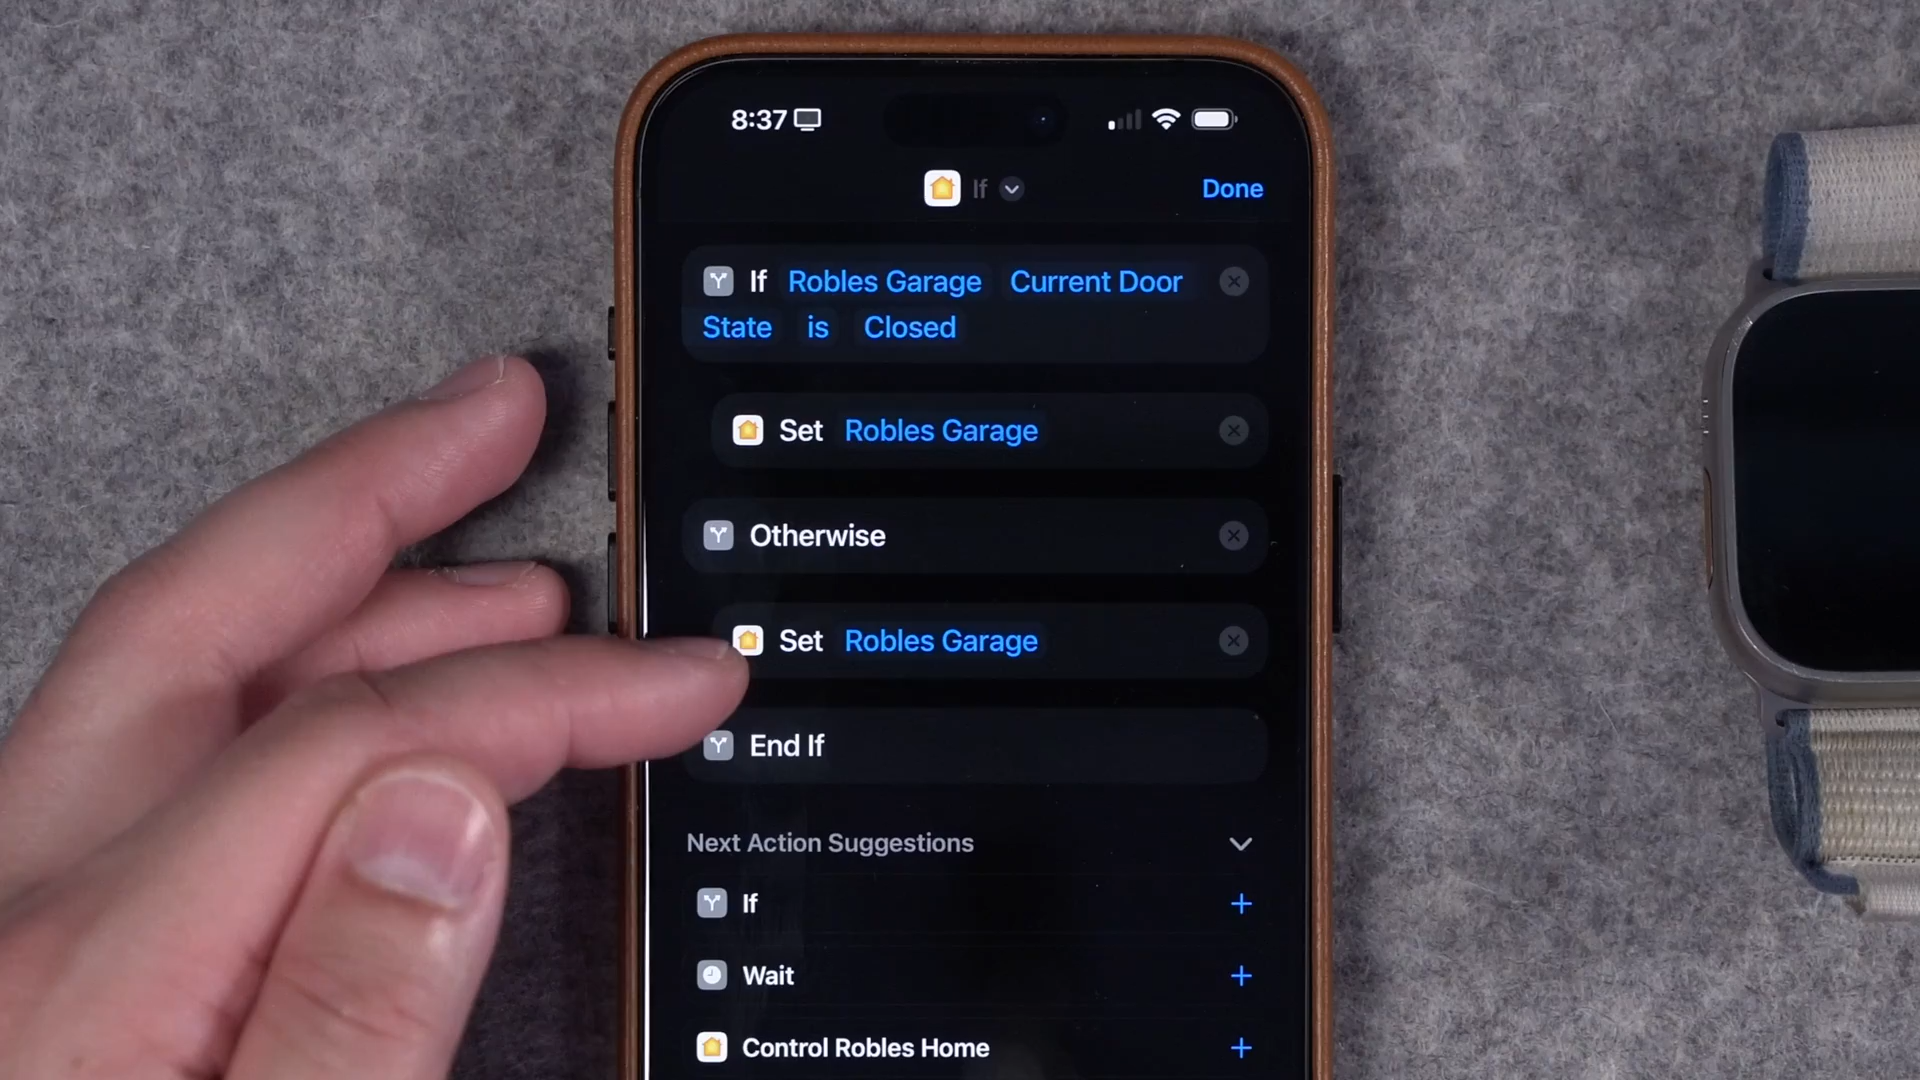 8:37
If
Done
If Robles Garage Current Door
State is Closed
Set Robles Garage
Otherwise
Set Robles Garage
End If
Next Action Suggestions
If
Wait
Control Robles Home